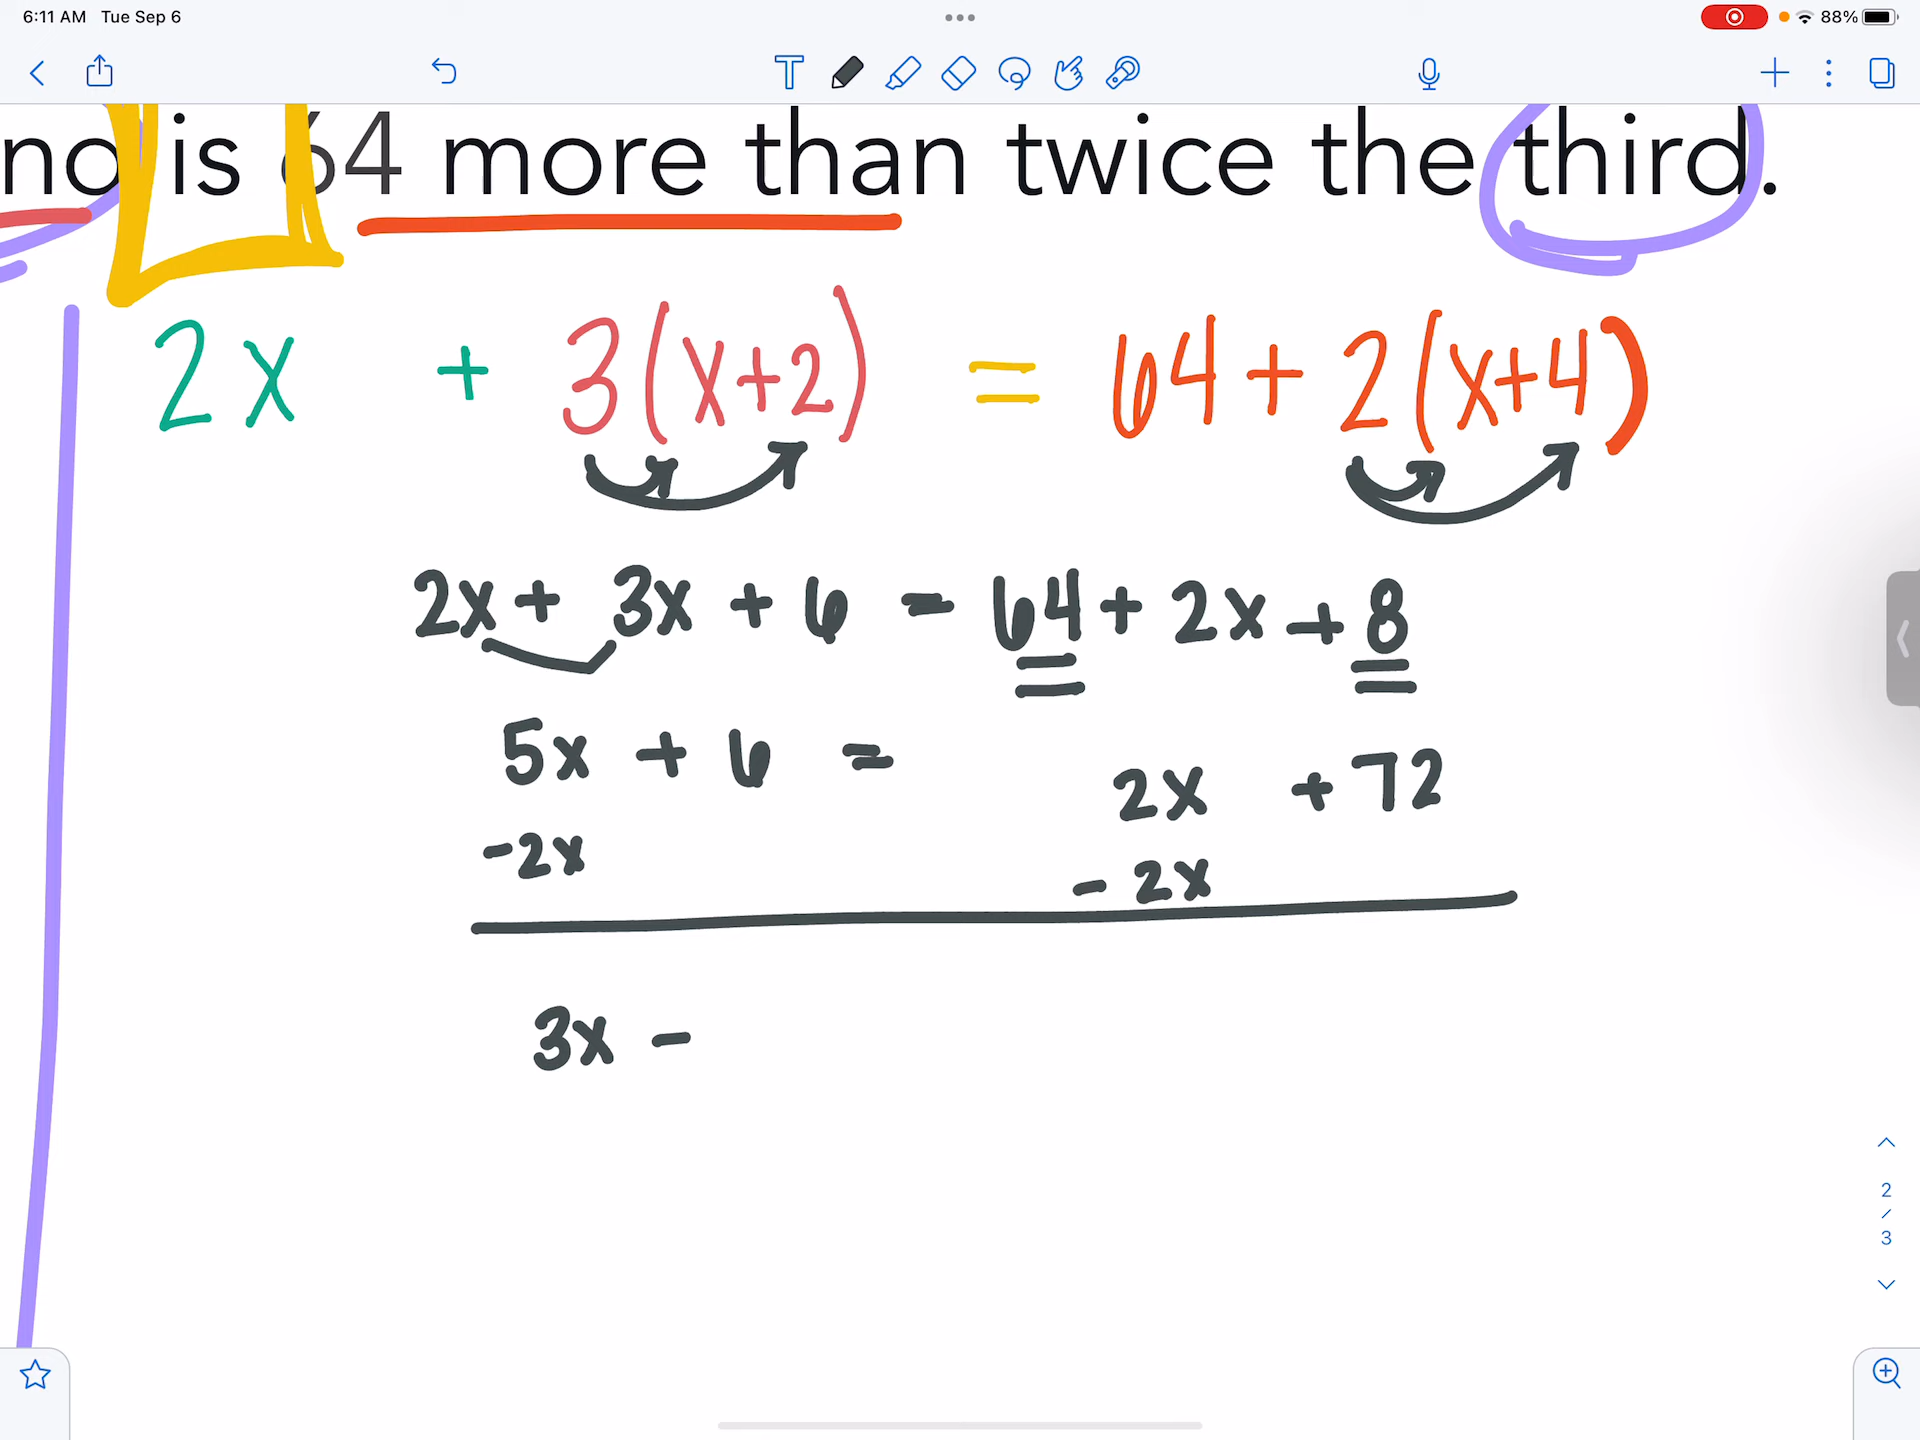 6:11 AM Tue Sep 6
88%
T
nd is 64 more than twice the third.
2x + 3(x+2) = 64 + 2(x+4)
2x + 3x + 6 = 64 + 2x + 8
5x + 6 = 2x + 72
-2x - 2x
3x -
2
/
3